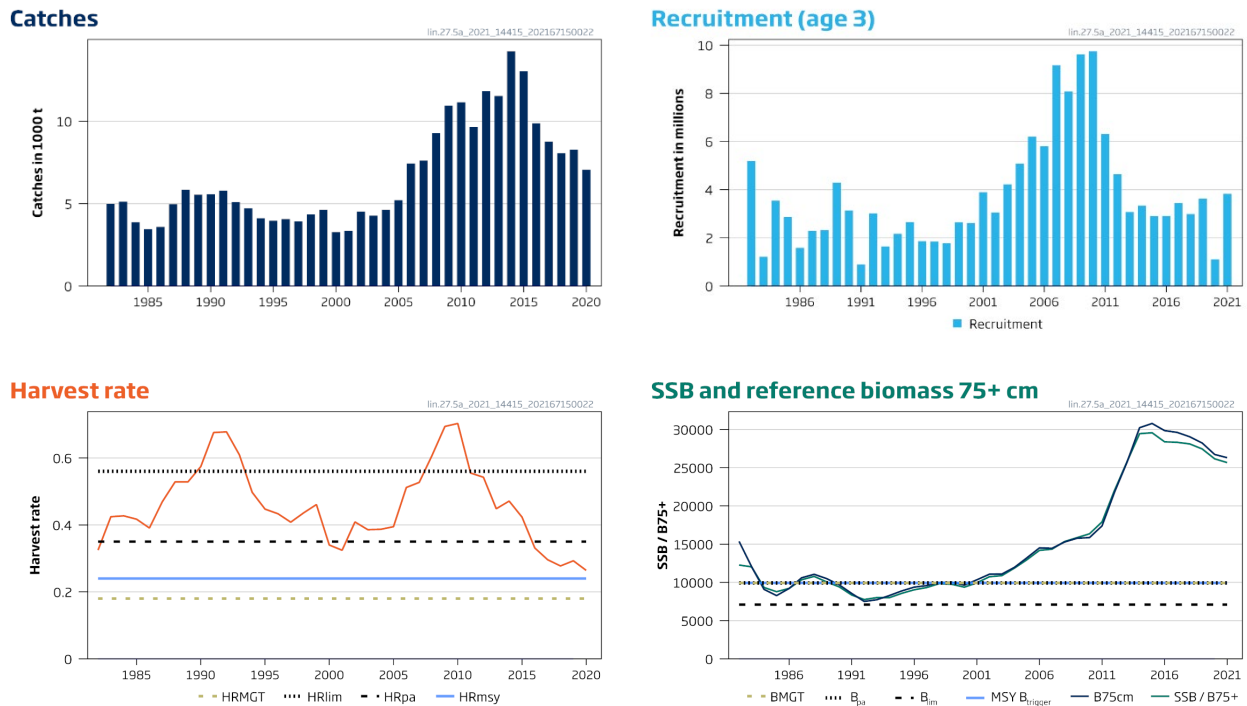 Catches
lin.27.5a_2021_14415_202167150022
Catches in 1000 t
10
5
0
1985 1990 1995 2000 2005 2010 2015 2020
Recruitment (age 3)
lin.27.5a_2021_14415_202167150022
Recruitment in millions
10
8
6
4
2
0
1986 1991 1996 2001 2006 2011 2016 2021
Recruitment
Harvest rate
lin.27.5a_2021_14415_202167150022
Harvest rate
0.6
0.4
0.2
0
1985 1990 1995 2000 2005 2010 2015 2020
HRMGT HRlim HRpa HRmsy
SSB and reference biomass 75+ cm
lin.27.5a_2021_14415_202167150022
SSB / B75+
30000
25000
20000
15000
10000
5000
0
1986 1991 1996 2001 2006 2011 2016 2021
BMGT Bpa Blim MSY Btrigger B75cm SSB / B75+